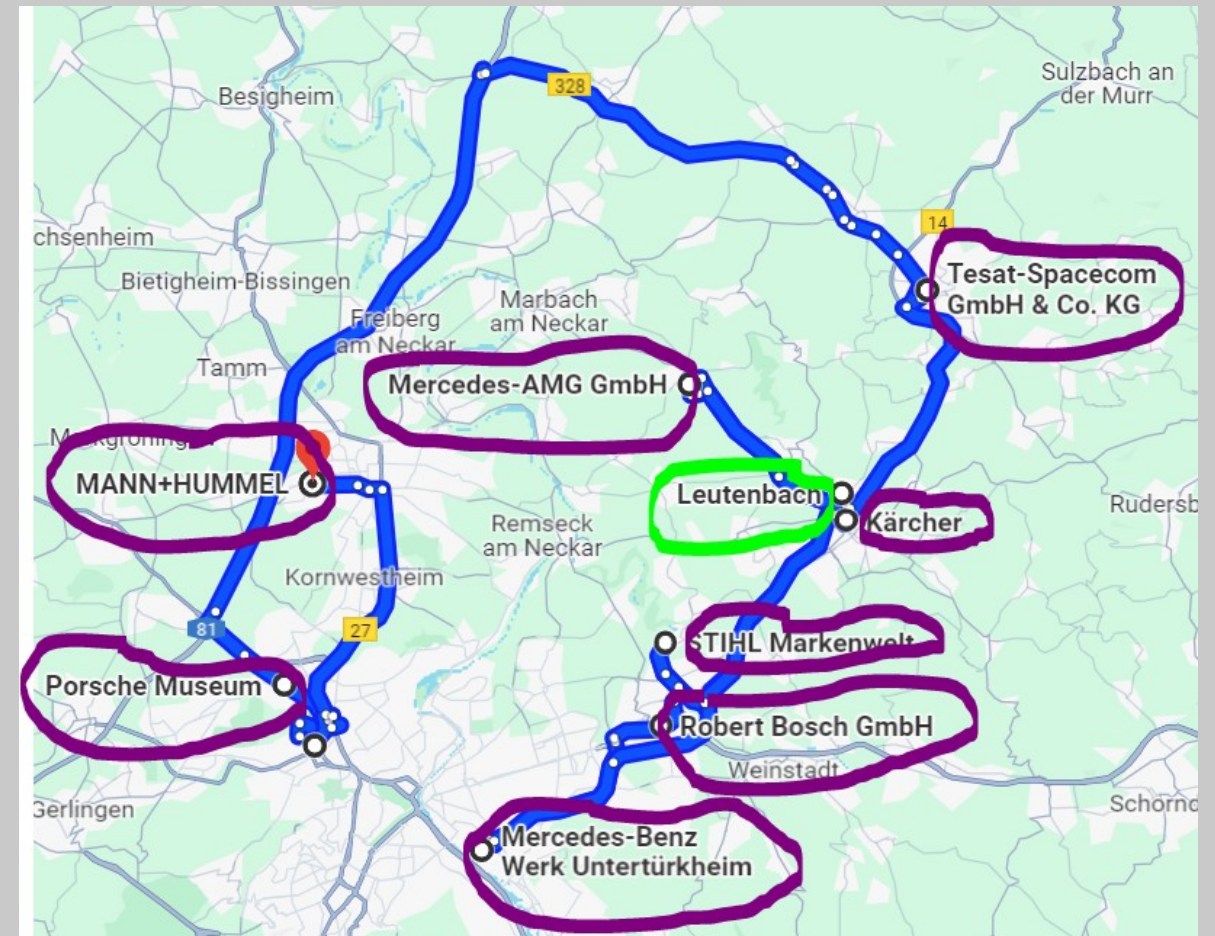 Sulzbach an
der Murr
Besigheim
328
14
chsenheim
Bietigheim-Bissingen
Tesat-Spacecom
GmbH & Co. KG
Marbach
am Neckar
Freiberg
am Neckar
Tamm
Mercedes-AMG GmbH
MANN+HUMMEL
Leutenbach
Kärcher
Rudersb
Remseck
am Neckar
Kornwestheim
81
27
STIHL Markenwelt
Porsche Museum
Robert Bosch GmbH
Weinstadt
Gerlingen
Schornd
Mercedes-Benz
Werk Untertürkheim